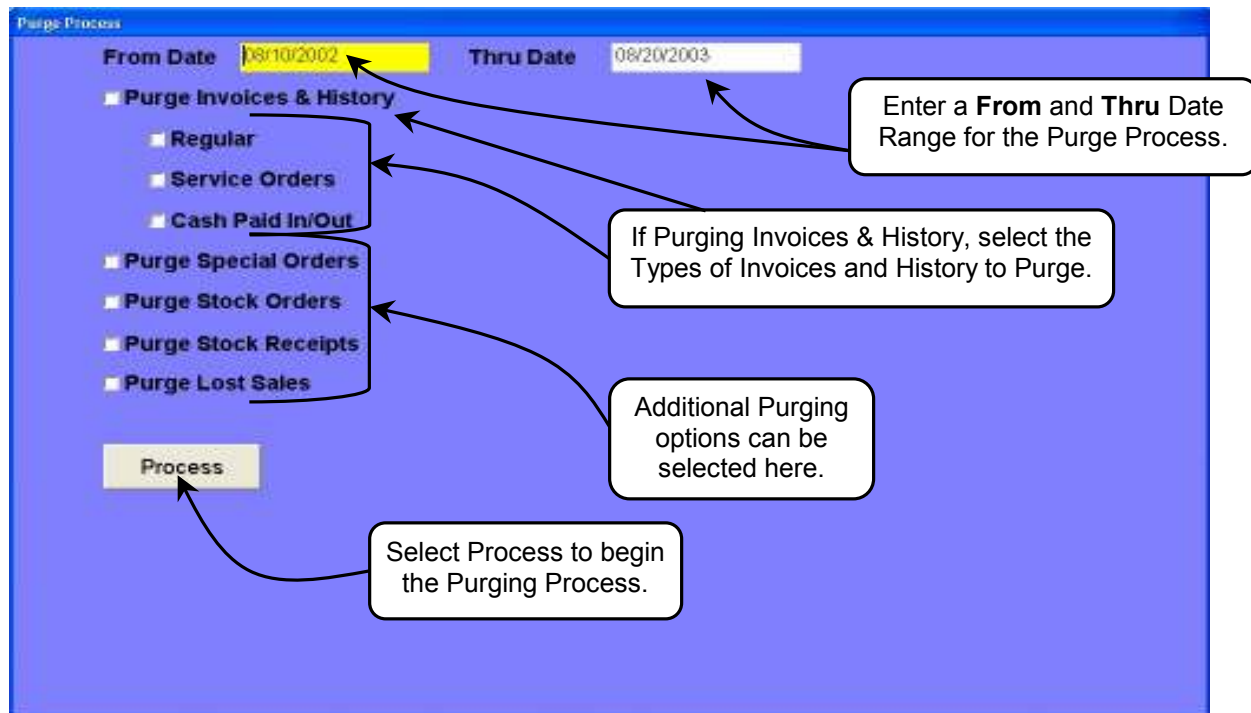 Purge Process
From Date 08/10/2002 Thru Date 08/20/2003
Purge Invoices & History
Enter a From and Thru Date
Range for the Purge Process.
Regular
Service Orders
Cash Paid In/Out
If Purging Invoices & History, select the
Types of Invoices and History to Purge.
Purge Special Orders
Purge Stock Orders
Purge Stock Receipts
Purge Lost Sales
Additional Purging
options can be
selected here.
Process
Select Process to begin
the Purging Process.